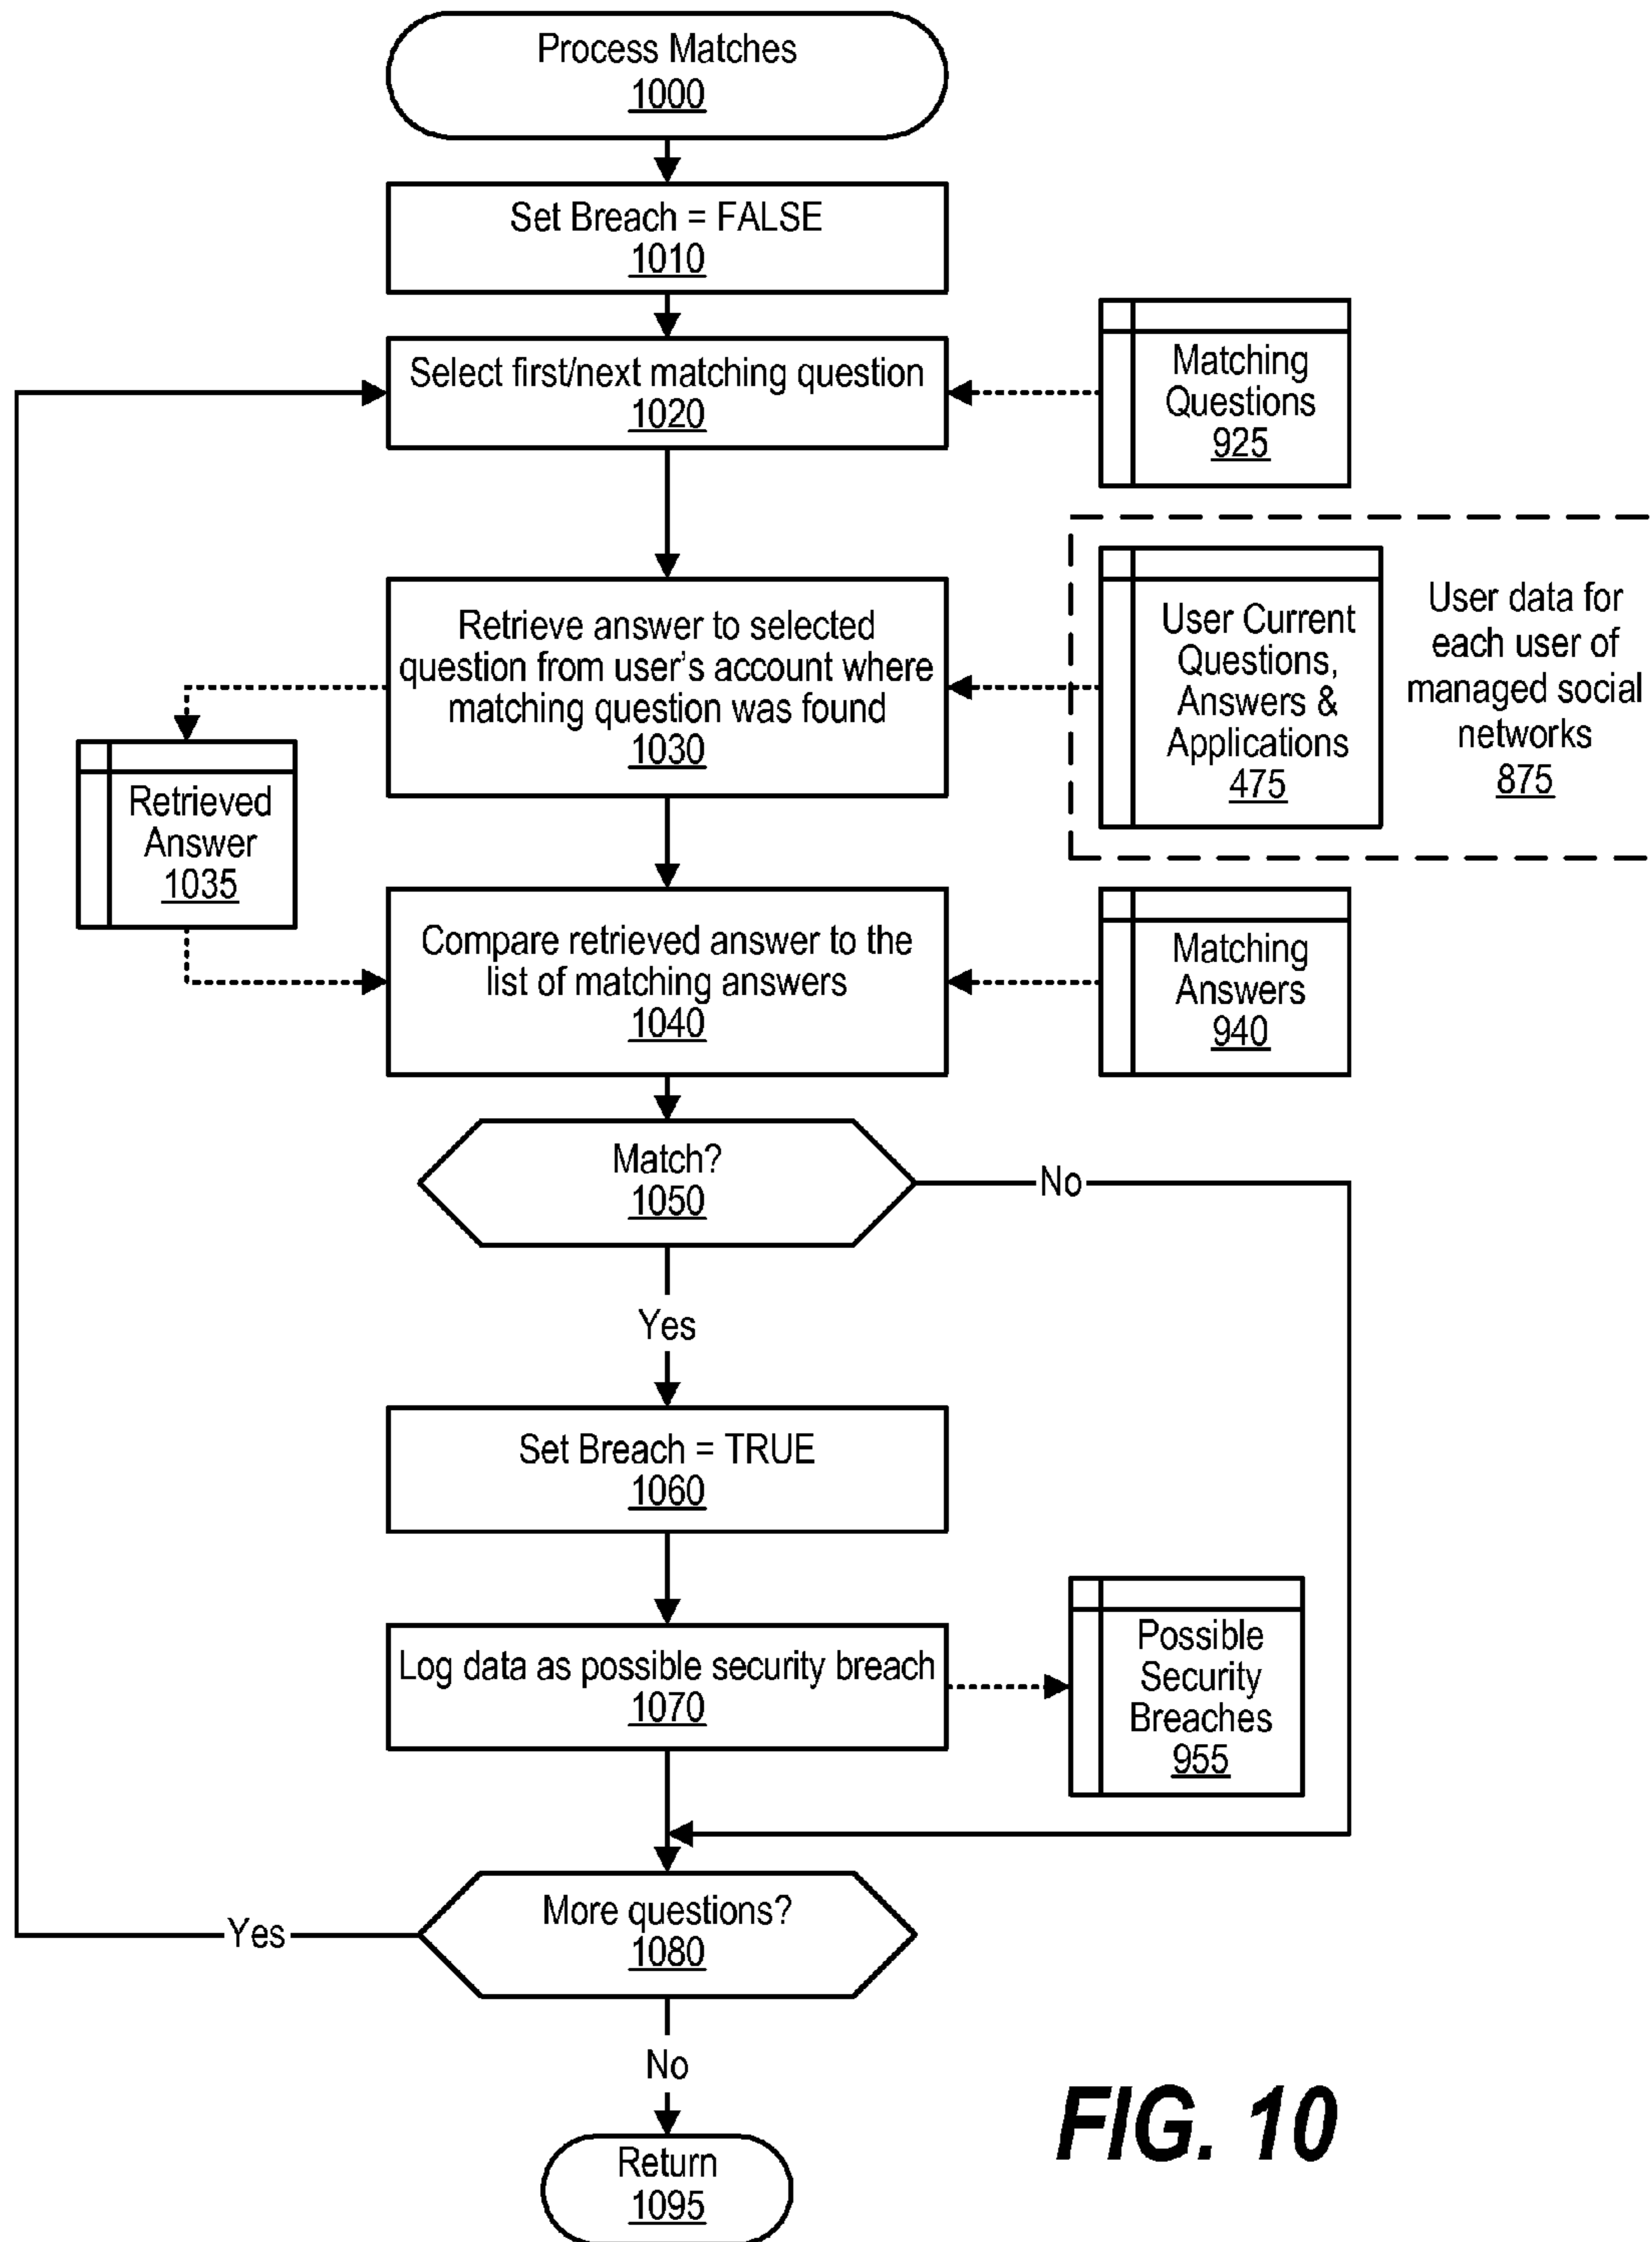 Process Matches
1000
Set Breach = FALSE
1010
Select first/next matching question
1020
Matching
Questions
925
Retrieve answer to selected
question from user's account where
matching question was found
1030
User Current
Questions,
Answers &
Applications
475
User data for
each user of
managed social
networks
875
Retrieved
Answer
1035
Compare retrieved answer to the
list of matching answers
1040
Matching
Answers
940
Match?
1050
No
Yes
Set Breach = TRUE
1060
Log data as possible security breach
1070
Possible
Security
Breaches
955
More questions?
1080
Yes
No
Return
1095
FIG. 10